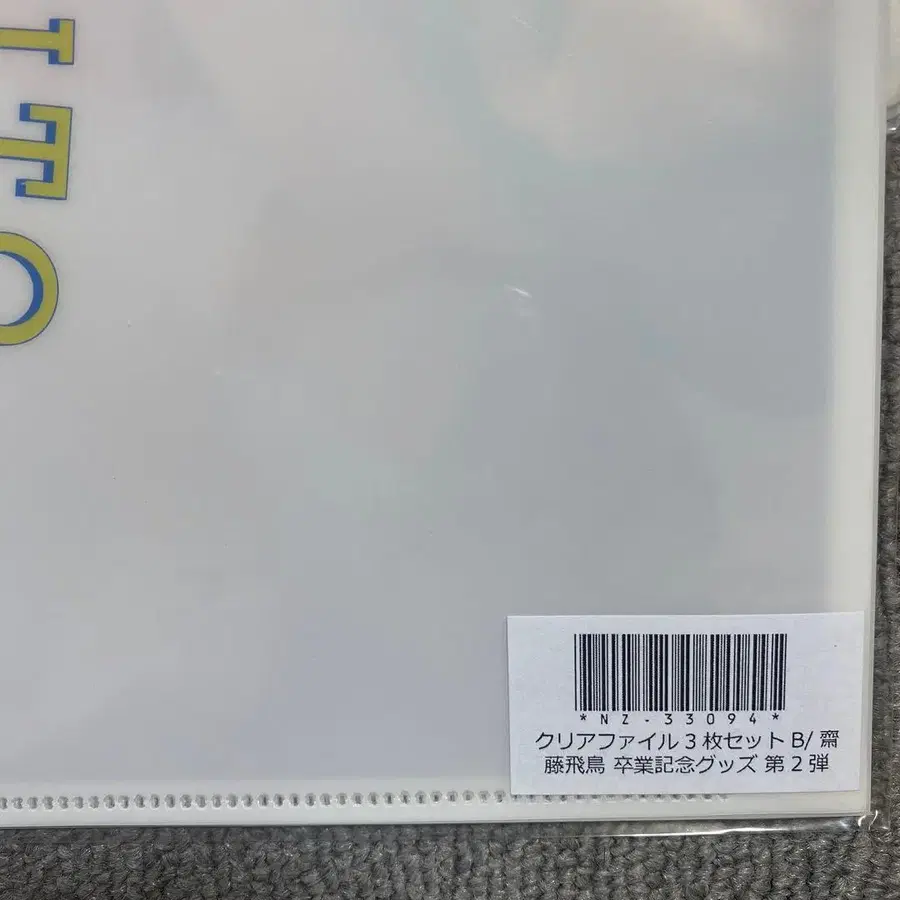 ITO
*NZ-33094*
クリアファイル3枚セット B/ 齋
藤飛鳥 卒業記念グッズ 第2弾